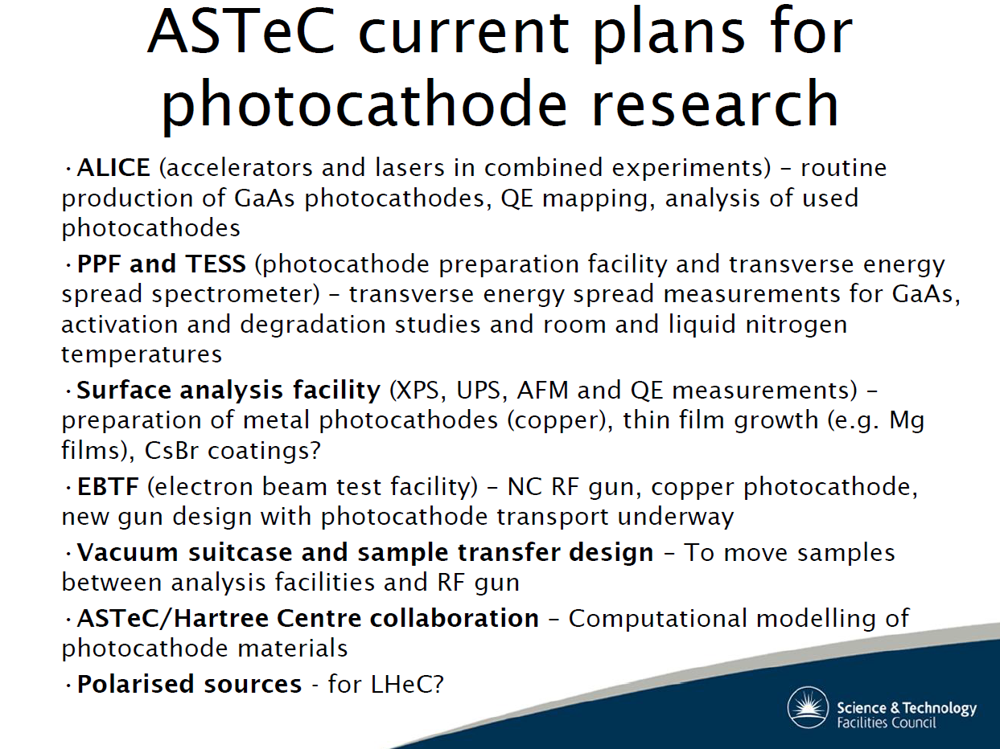 ASTeC current plans for
photocathode research
·ALICE (accelerators and lasers in combined experiments) – routine
production of GaAs photocathodes, QE mapping, analysis of used
photocathodes
·PPF and TESS (photocathode preparation facility and transverse energy
spread spectrometer) – transverse energy spread measurements for GaAs,
activation and degradation studies and room and liquid nitrogen
temperatures
·Surface analysis facility (XPS, UPS, AFM and QE measurements) –
preparation of metal photocathodes (copper), thin film growth (e.g. Mg
films), CsBr coatings?
·EBTF (electron beam test facility) – NC RF gun, copper photocathode,
new gun design with photocathode transport underway
·Vacuum suitcase and sample transfer design – To move samples
between analysis facilities and RF gun
·ASTeC/Hartree Centre collaboration – Computational modelling of
photocathode materials
·Polarised sources - for LHeC?
Science & Technology
Facilities Council